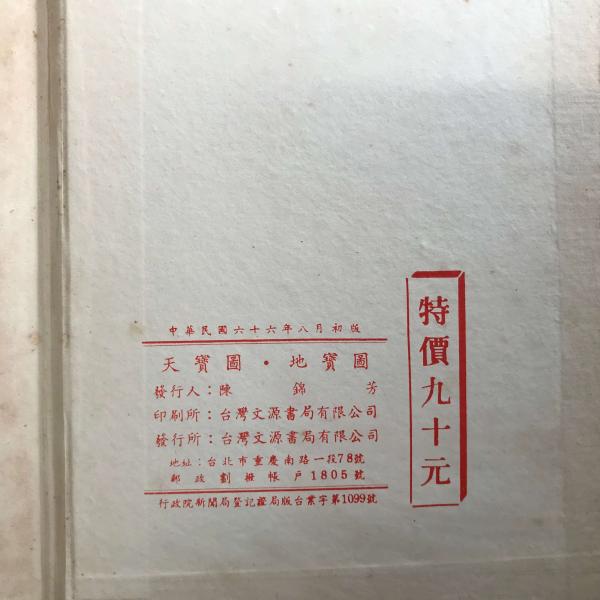 中華民國六十六年八月初版
天寶圖·地寶圖
發行人:陳錦芳
印刷所:台灣文源書局有限公司
發行所:台灣文源書局有限公司
地址:台北市重慶南路一段78號
郵政劃撥帳戶1805號
行政院新聞局登記證局版台業字第1099號
特價九十元